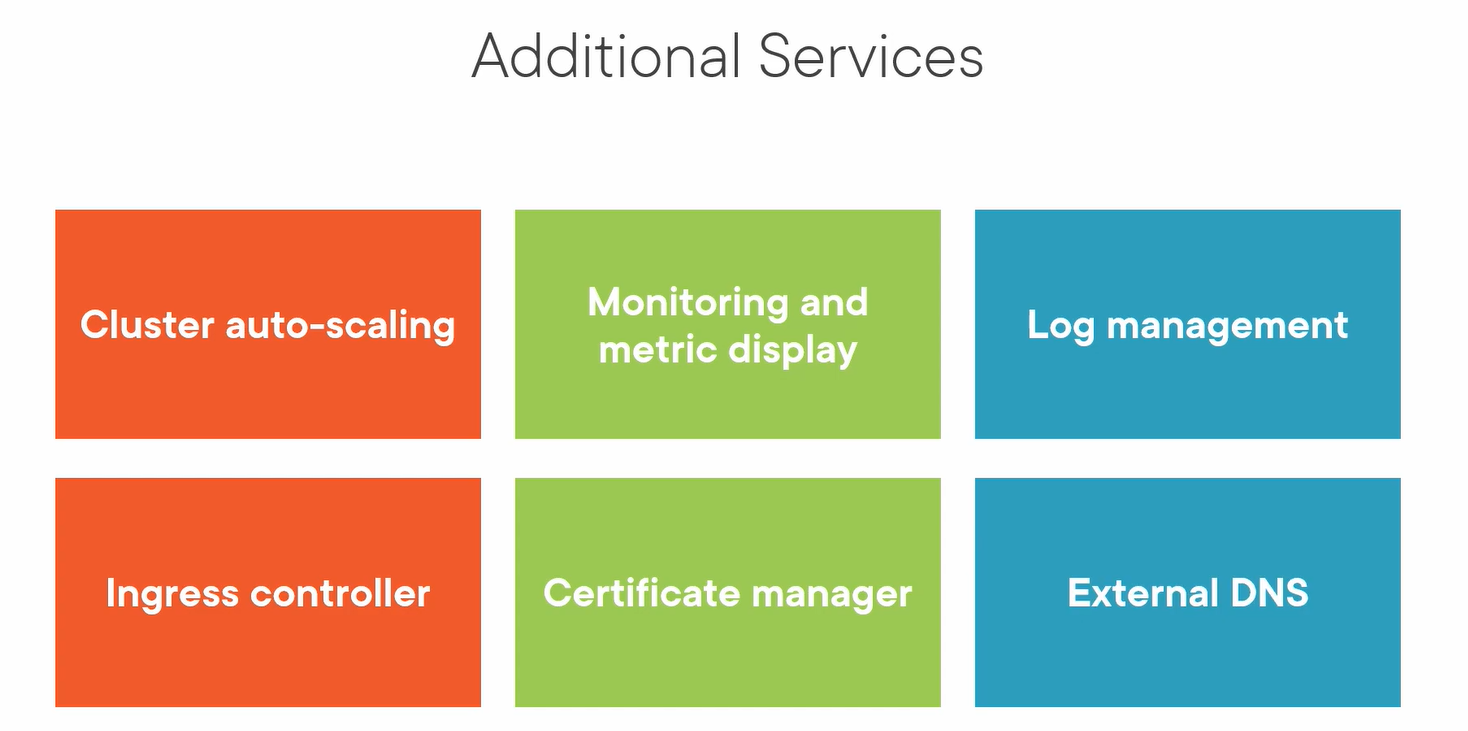 Additional Services
Cluster auto-scaling
Monitoring and
metric display
Log management
Ingress controller
Certificate manager
External DNS